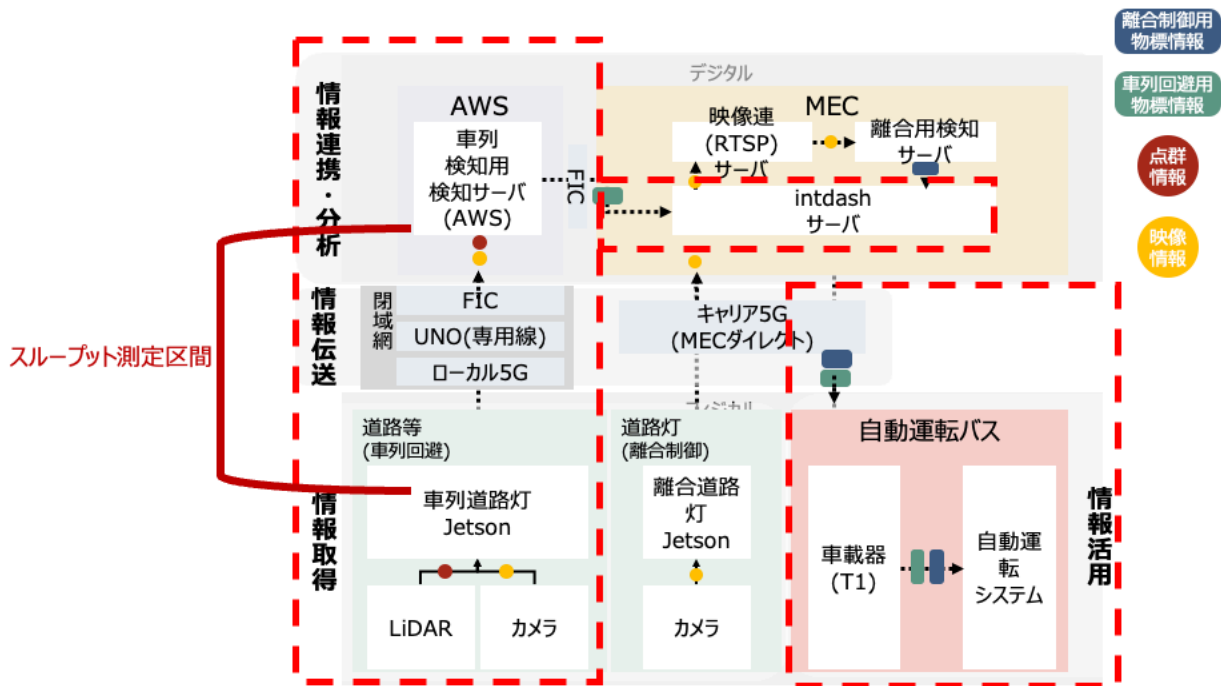 離合制御用
物標情報
車列回避用
物標情報
点群
情報
映像
情報
デジタル
情報連携・分析
AWS
車列
検知用
検知サーバ
(AWS)
FIC
MEC
映像連
(RTSP)
サーバ
離合用検知
サーバ
intdash
サーバ
スループット測定区間
情報伝送
閉域網
FIC
UNO(専用線)
ローカル5G
キャリア5G
(MECダイレクト)
情報取得
道路等
(車列回避)
車列道路灯
Jetson
LiDAR
カメラ
道路灯
(離合制御)
離合道路
灯
Jetson
カメラ
自動運転バス
車載器
(T1)
自動運
転
システム
情報活用